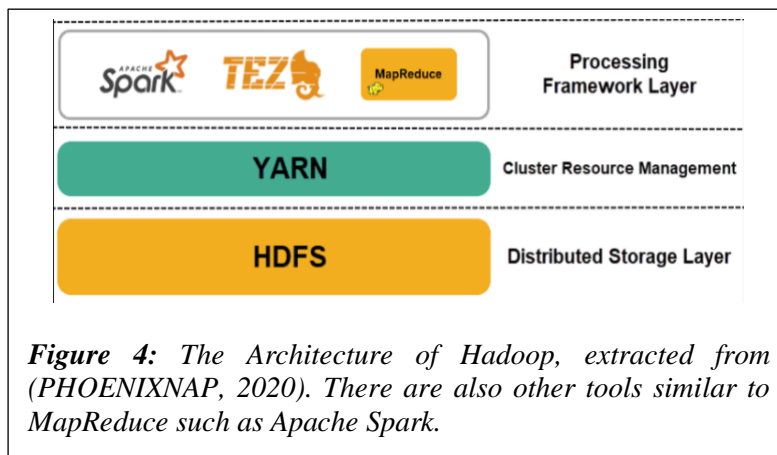 APACHE
Spark
TEZ
MapReduce
Processing
Framework Layer
YARN
Cluster Resource Management
HDFS
Distributed Storage Layer
Figure 4: The Architecture of Hadoop, extracted from
(PHOENIXNAP, 2020). There are also other tools similar to
MapReduce such as Apache Spark.